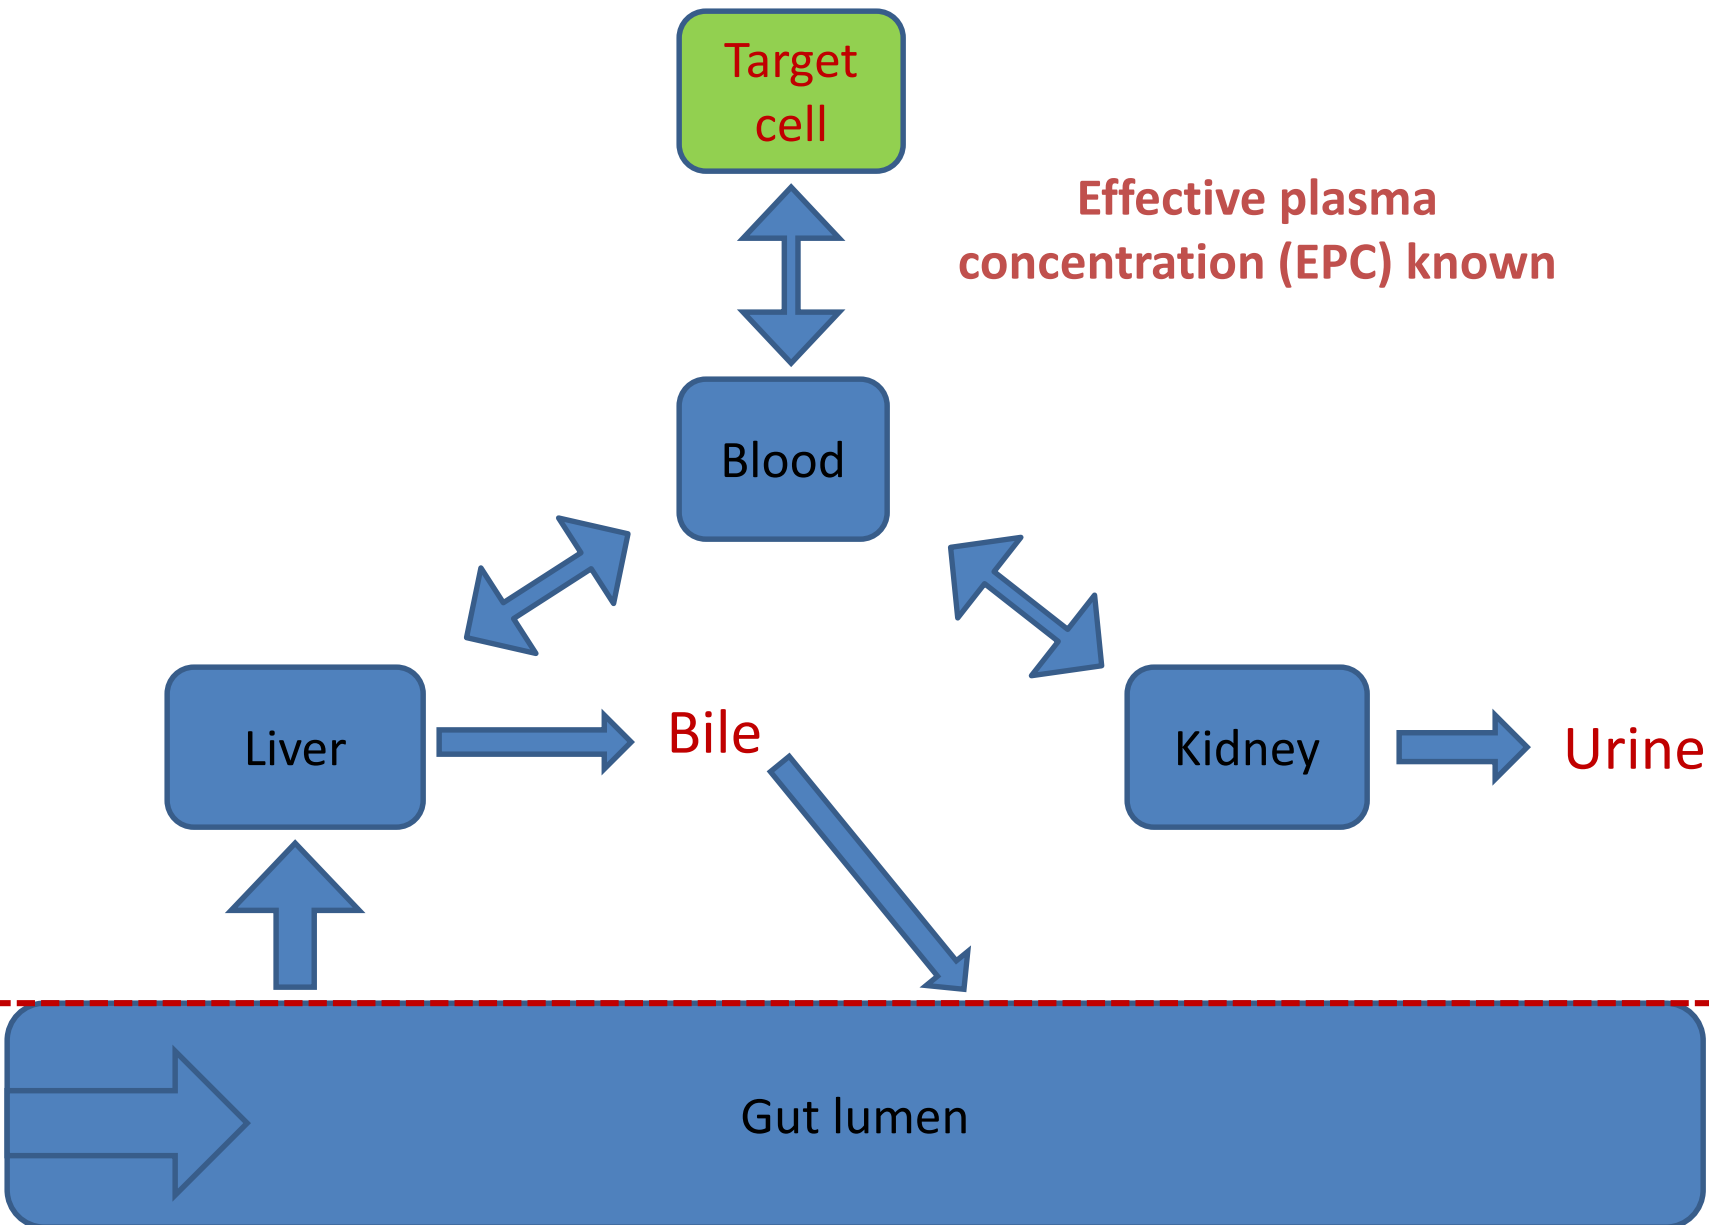 Target
cell
Effective plasma
concentration (EPC) known
Blood
Liver
Bile
Kidney
Urine
Gut lumen